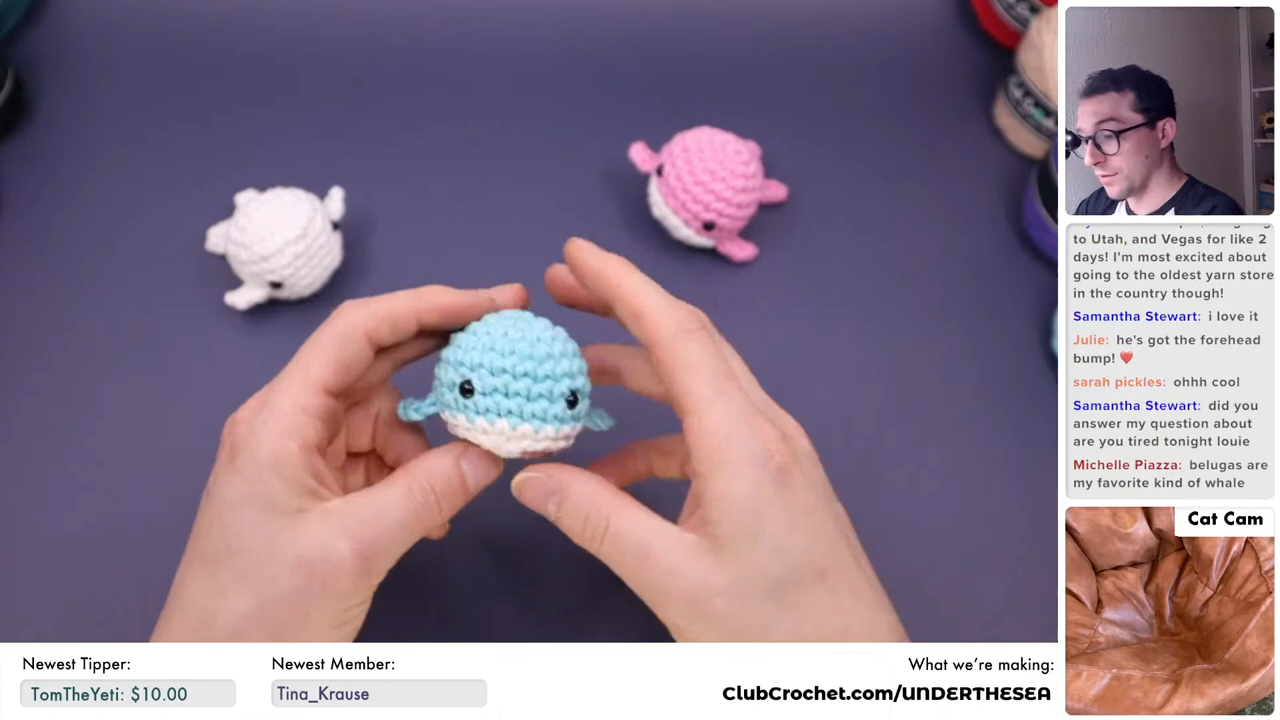 to Utah, and Vegas for like 2
days! I'm most excited about
going to the oldest yarn store
in the country though!
Samantha Stewart: i love it
Julie: he's got the forehead
bump! ❤️
sarah pickles: ohhh cool
Samantha Stewart: did you
answer my question about
are you tired tonight louie
Michelle Piazza: belugas are
my favorite kind of whale
Cat Cam
Newest Tipper:
TomTheYeti: $10.00
Newest Member:
Tina_Krause
What we're making:
ClubCrochet.com/UNDERTHESEA